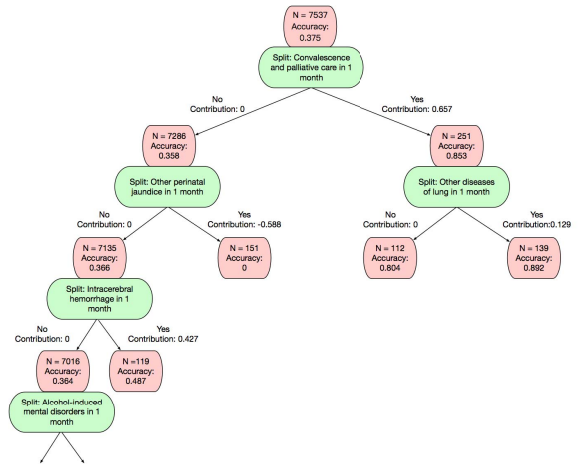 N = 7537
Accuracy:
0.375
Split: Convalescence
and palliative care in 1
month
No
Contribution: 0
Yes
Contribution: 0.657
N = 7286
Accuracy:
0.358
N = 251
Accuracy:
0.853
Split: Other perinatal
jaundice in 1 month
Split: Other diseases
of lung in 1 month
No
Contribution: 0
Yes
Contribution: -0.588
No
Contribution: 0
Yes
Contribution:0.129
N = 7135
Accuracy:
0.366
N = 151
Accuracy:
0
N = 112
Accuracy:
0.804
N = 139
Accuracy:
0.892
Split: Intracerebral
hemorrhage in 1
month
No
Contribution: 0
Yes
Contribution: 0.427
N = 7016
Accuracy:
0.364
N =119
Accuracy:
0.487
Split: Alcohol-induced
mental disorders in 1
month